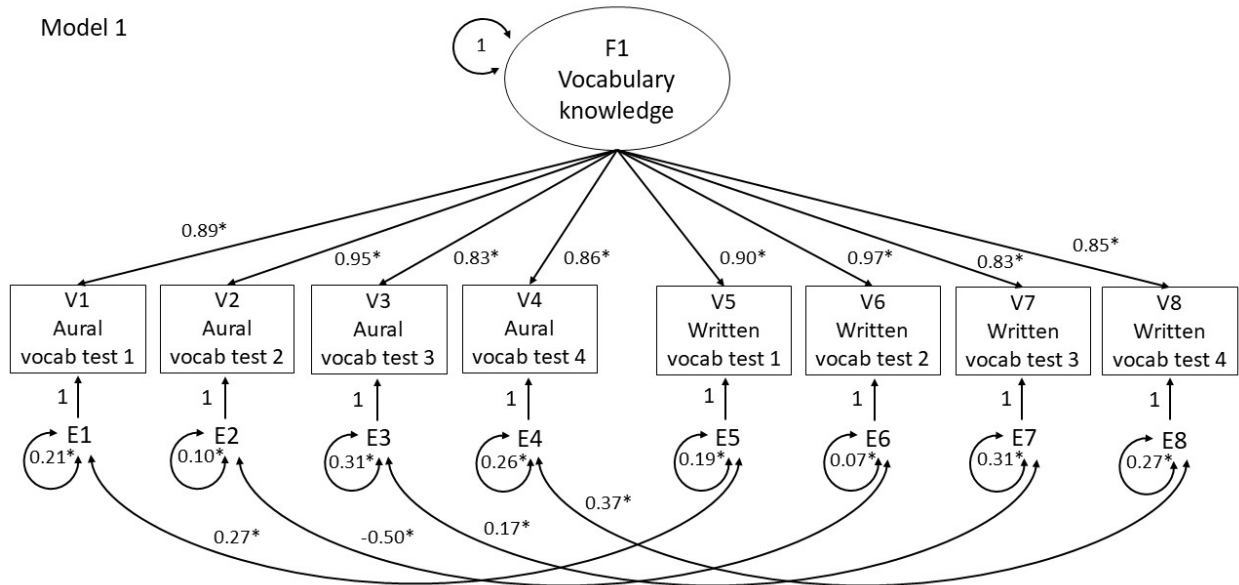 Model 1
1
F1
Vocabulary
knowledge
0.89*
0.95*
0.83*
0.86*
0.90*
0.97*
0.83*
0.85*
V1
Aural
vocab test 1
V2
Aural
vocab test 2
V3
Aural
vocab test 3
V4
Aural
vocab test 4
V5
Written
vocab test 1
V6
Written
vocab test 2
V7
Written
vocab test 3
V8
Written
vocab test 4
1
1
1
1
1
1
1
1
E1
E2
E3
E4
E5
E6
E7
E8
0.21*
0.10*
0.31*
0.26*
0.19*
0.07*
0.31*
0.27*
0.27*
-0.50*
0.17*
0.37*